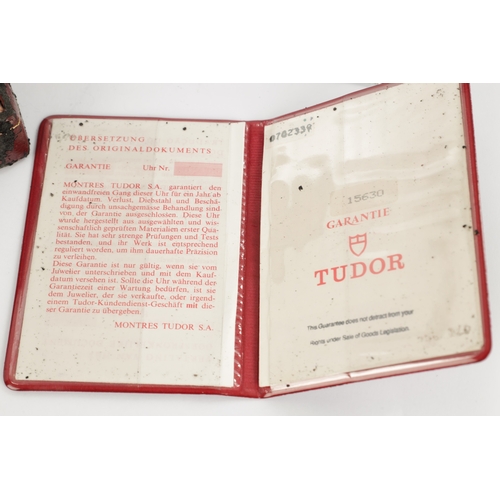 ÜBERSETZUNG
DES ORIGINALDOKUMENTS
GARANTIE Uhr Nr.
MONTRES TUDOR S.A. garantiert den
einwandfreien Gang dieser Uhr für ein Jahr ab
Kaufdatum. Verlust, Diebstahl und Beschä-
digung durch unsachgemässe Behandlung sind
von der Garantie ausgeschlossen. Diese Uhr
wurde hergestellt aus ausgewählten und wis-
senschaftlich geprüften Materialien erster Qua-
lität. Sie hat sehr strenge Prüfungen und Tests
bestanden, und ihr Werk ist entsprechend
reguliert worden, um ihm dauerhafte Präzision
zu verleihen.
Diese Garantie ist nur gültig, wenn sie vom
Juwelier unterschrieben und mit dem Kauf-
datum versehen ist. Sollte die Uhr während der
Garantiezeit einer Wartung bedürfen, ist sie
dem Juwelier, der sie verkaufte, oder irgend-
einem Tudor-Kundendienst-Geschäft mit die-
ser Garantie zu übergeben.
MONTRES TUDOR S.A.
0702339
15630
GARANTIE
TUDOR
This Guarantee does not detract from your
rights under Sale of Goods Legislation.